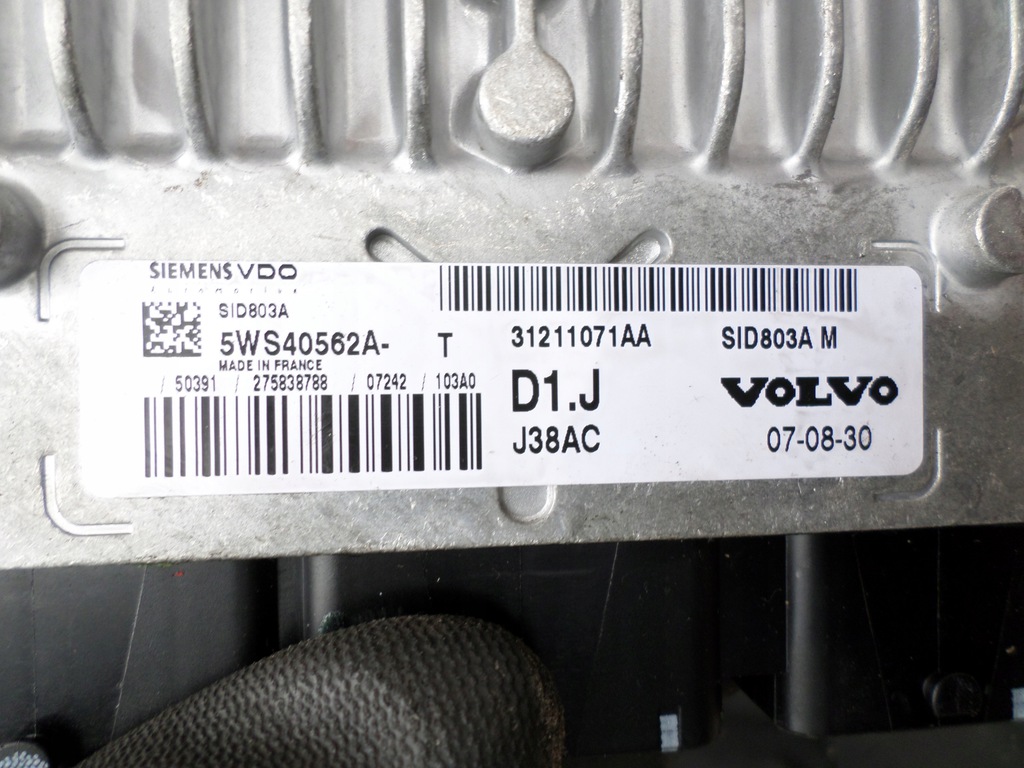 SIEMENS VDO
Automotive
SID803A
5WS40562A- T
MADE IN FRANCE
/ 50391 / 275838788 / 07242 / 103A0
31211071AA SID803A M
D1.J VOLVO
J38AC 07-08-30